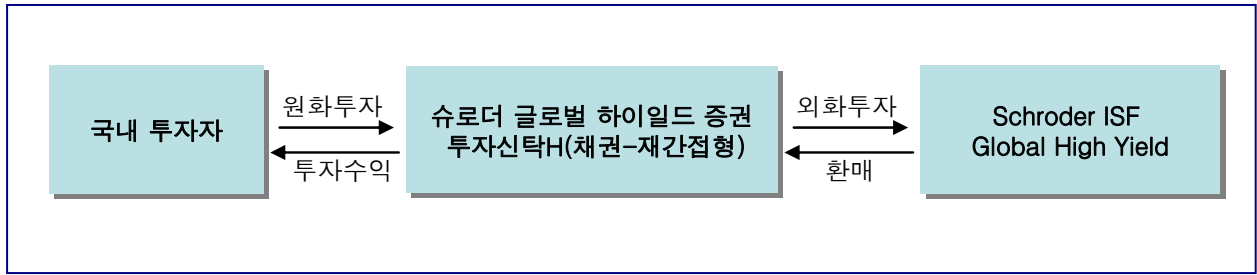 국내 투자자
원화투자
투자수익
슈로더 글로벌 하이일드 증권
투자신탁H(채권-재간접형)
외화투자
환매
Schroder ISF
Global High Yield